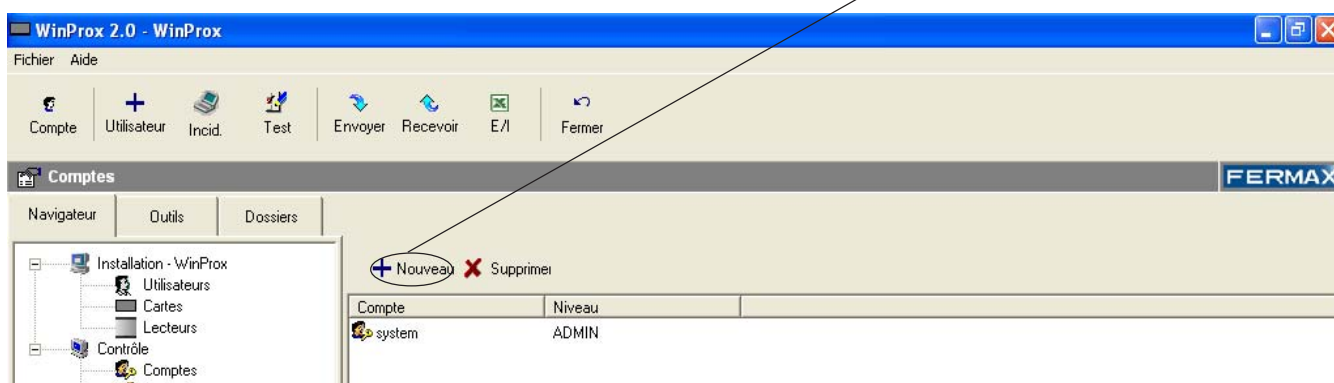 WinProx 2.0 - WinProx
Fichier Aide
Compte Utilisateur Incid. Test Envoyer Recevoir E/I Fermer
Comptes FERMAX
Navigateur Outils Dossiers
Installation - WinProx
Utilisateurs
Cartes
Lecteurs
Contrôle
Comptes
Nouveau Supprimer
Compte Niveau
system ADMIN